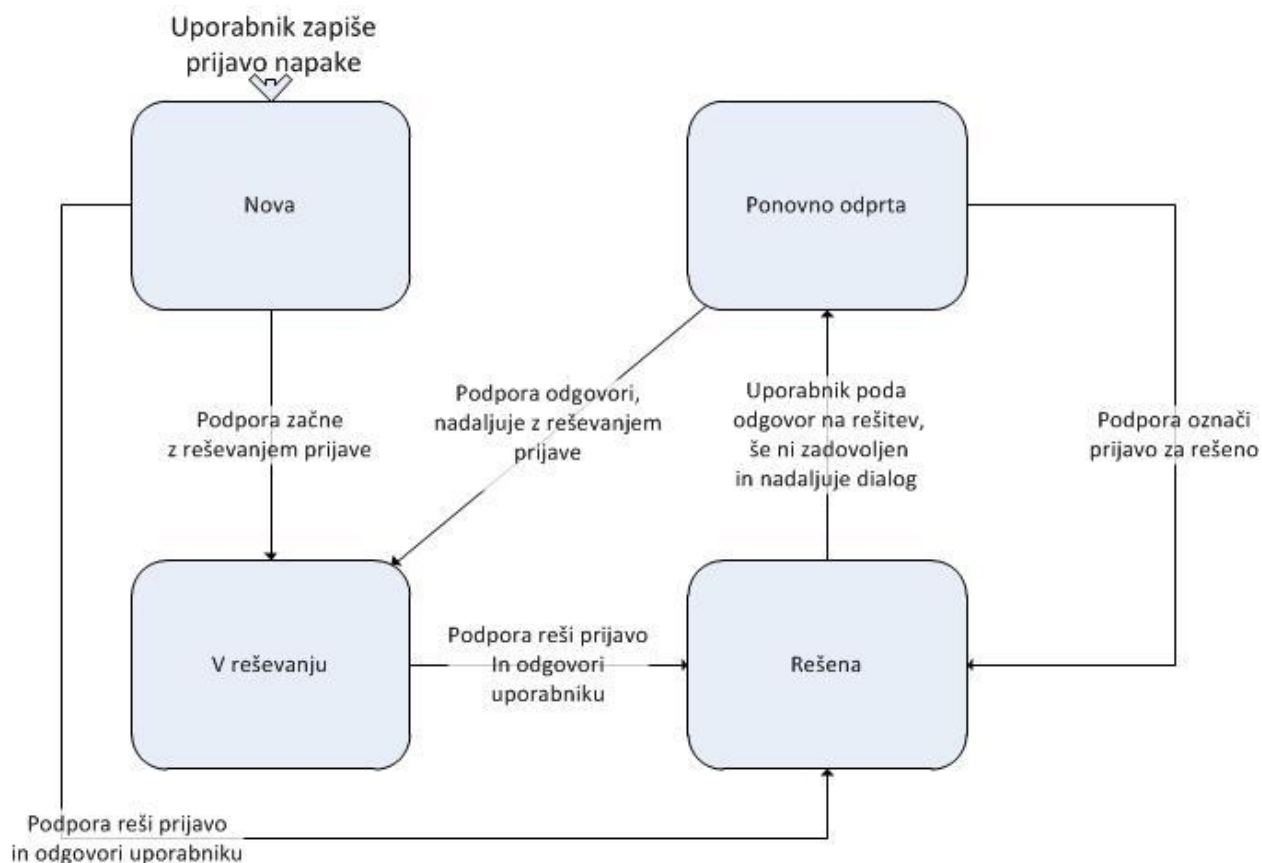 Uporabnik zapiše
prijavo napake
Nova
Ponovno odprta
Podpora začne
z reševanjem prijave
Podpora odgovori,
nadaljuje z reševanjem
prijave
Uporabnik poda
odgovor na rešitev,
še ni zadovoljen
in nadaljuje dialog
Podpora označi
prijavo za rešeno
V reševanju
Podpora reši prijavo
In odgovori
uporabniku
Rešena
Podpora reši prijavo
in odgovori uporabniku